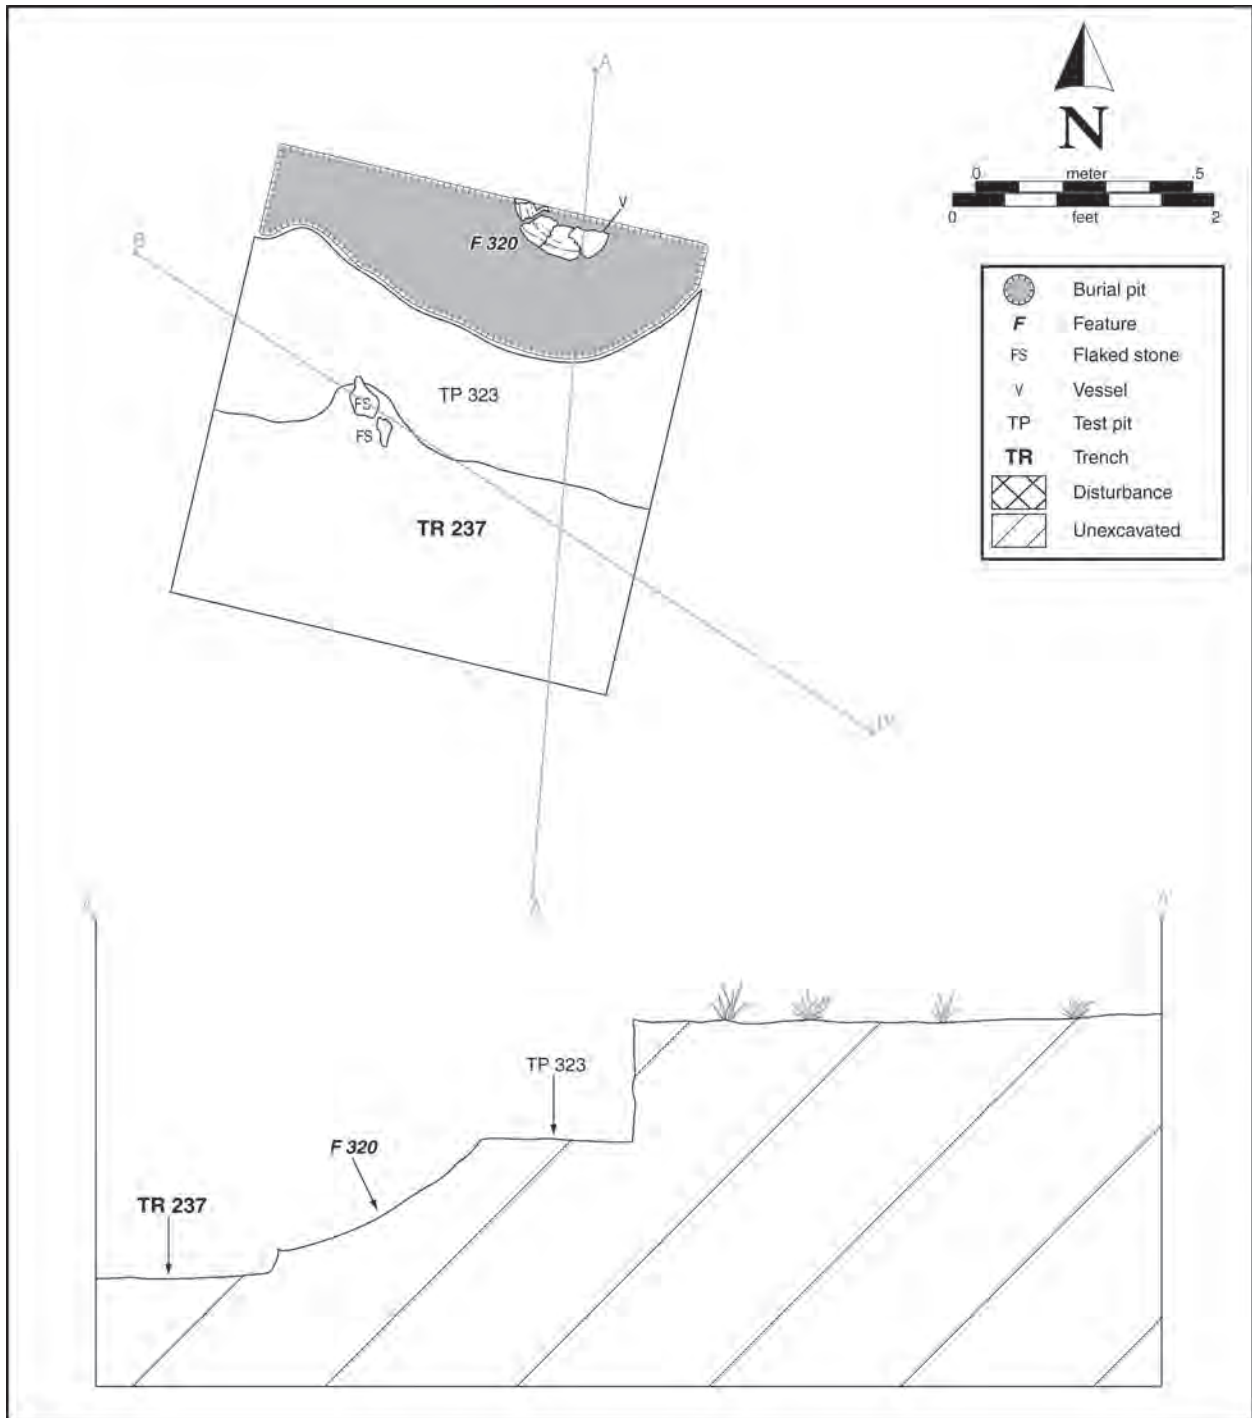 A
N
0 meter .5
0 feet 2
V
F 320
B
Burial pit
F Feature
FS Flaked stone
V Vessel
TP Test pit
TR Trench
Disturbance
Unexcavated
TP 323
FS
FS
TR 237
TP 323
F 320
TR 237